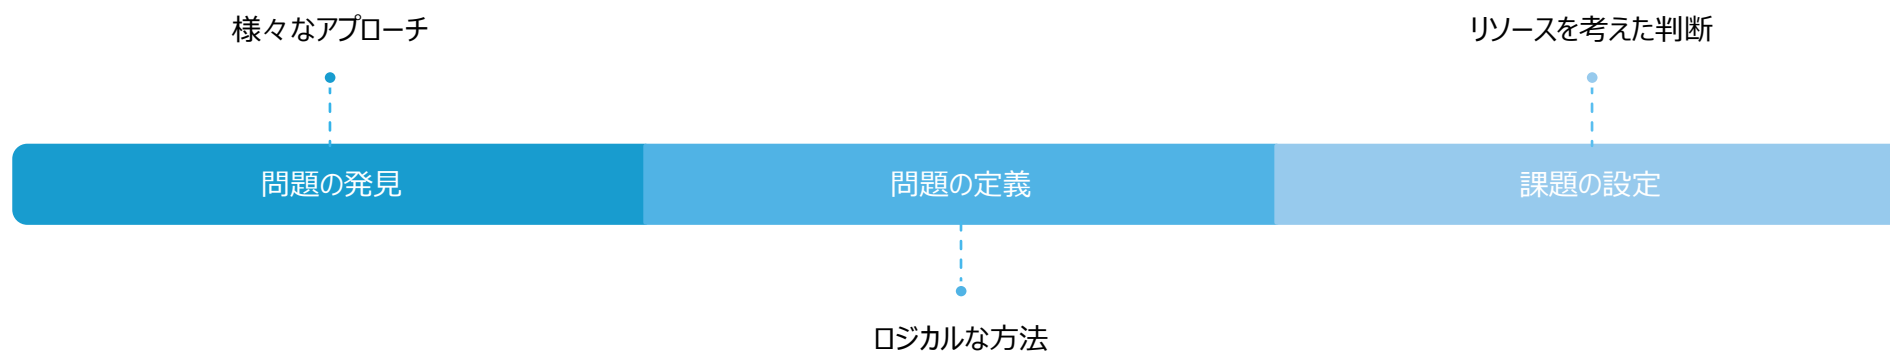 様々なアプローチ
リソースを考えた判断
問題の発見
問題の定義
課題の設定
ロジカルな方法